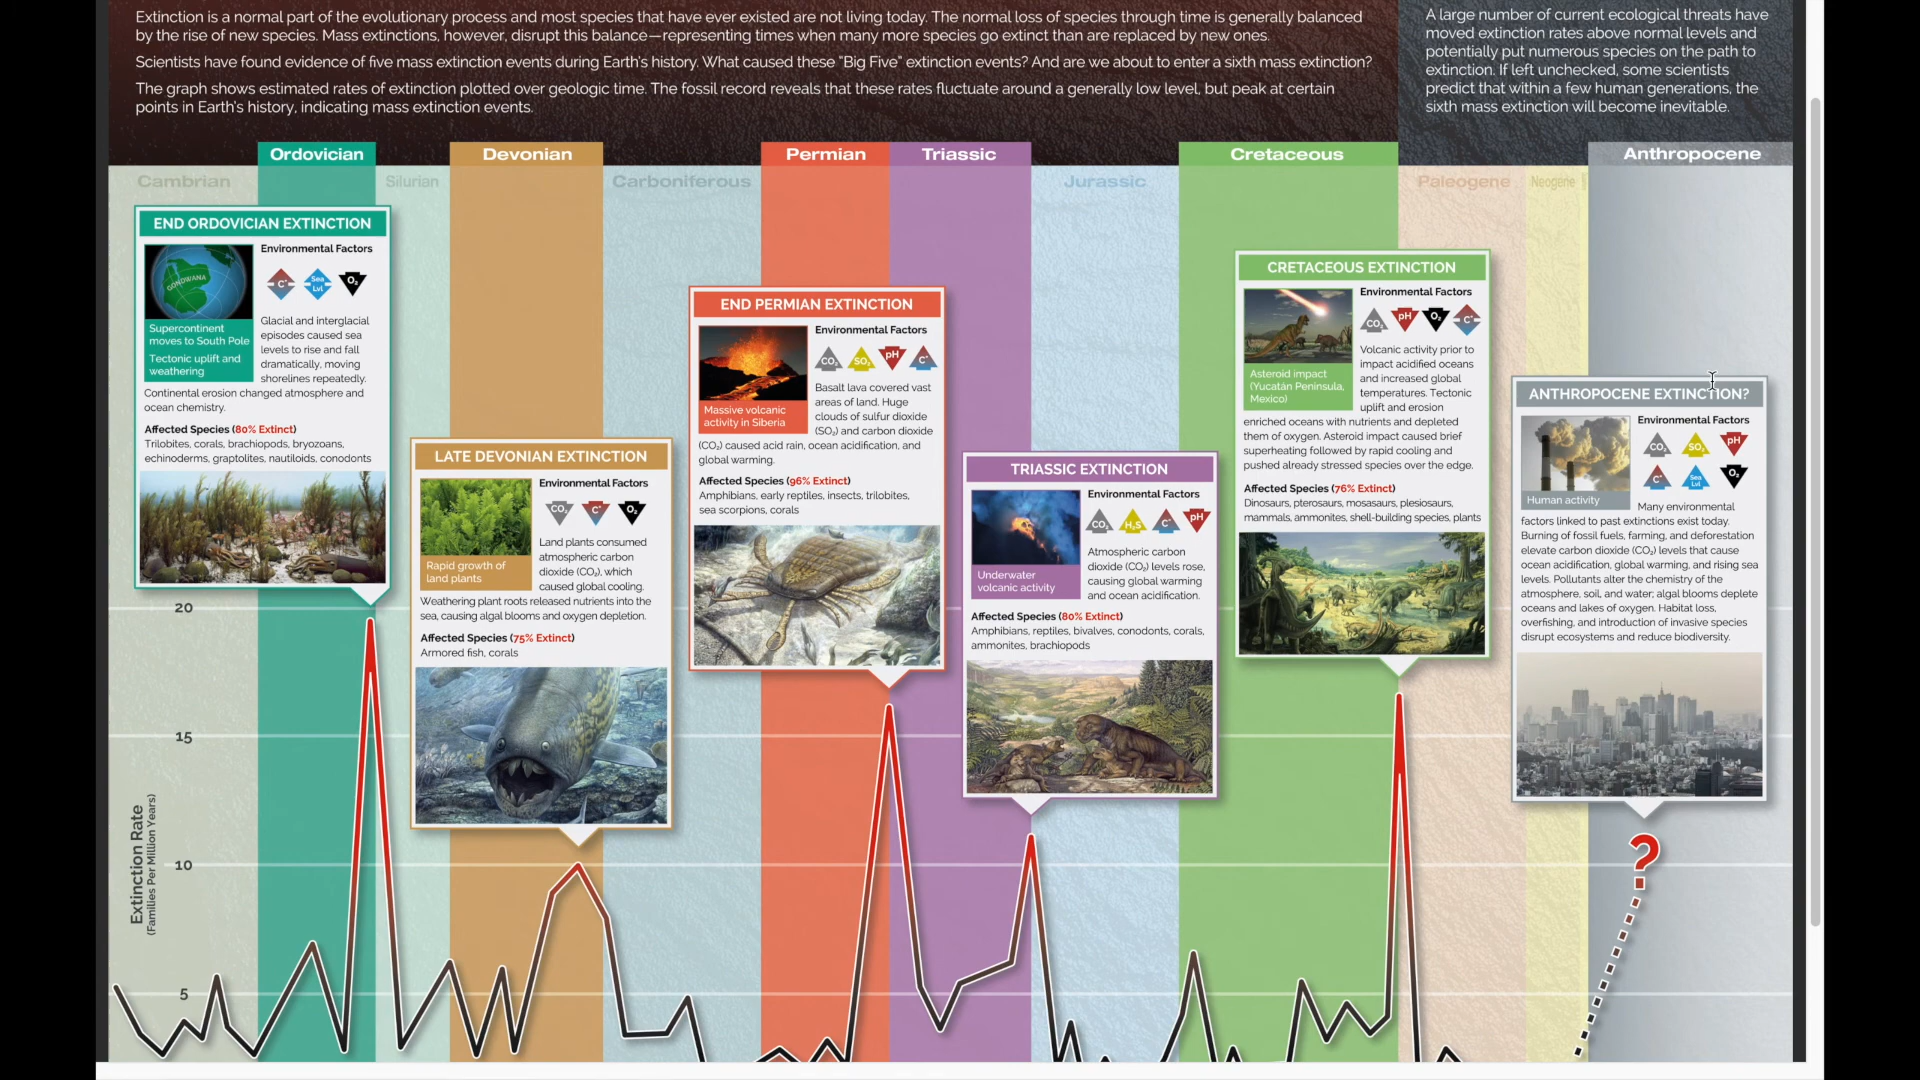 Extinction is a normal part of the evolutionary process and most species that have ever existed are not living today. The normal loss of species through time is generally balanced
by the rise of new species. Mass extinctions, however, disrupt this balance—representing times when many more species go extinct than are replaced by new ones.
Scientists have found evidence of five mass extinction events during Earth's history. What caused these "Big Five" extinction events? And are we about to enter a sixth mass extinction?
The graph shows estimated rates of extinction plotted over geologic time. The fossil record reveals that these rates fluctuate around a generally low level, but peak at certain
points in Earth's history, indicating mass extinction events.
A large number of current ecological threats have
moved extinction rates above normal levels and
potentially put numerous species on the path to
extinction. If left unchecked, some scientists
predict that within a few human generations, the
sixth mass extinction will become inevitable.
Ordovician
Devonian
Permian
Triassic
Cretaceous
Anthropocene
Cambrian
Silurian
Carboniferous
Jurassic
Paleogene
Neogene
END ORDOVICIAN EXTINCTION
GONDWANA
Supercontinent
moves to South Pole
Tectonic uplift and
weathering
Environmental Factors
C°
Sea
Lvl
O₂
Glacial and interglacial
episodes caused sea
levels to rise and fall
dramatically, moving
shorelines repeatedly.
Continental erosion changed atmosphere and
ocean chemistry.
Affected Species (80% Extinct)
Trilobites, corals, brachiopods, bryozoans,
echinoderms, graptolites, nautiloids, conodonts
LATE DEVONIAN EXTINCTION
Rapid growth of
land plants
Environmental Factors
CO₂
C°
O₂
Land plants consumed
atmospheric carbon
dioxide (CO₂), which
caused global cooling.
Weathering plant roots released nutrients into the
sea, causing algal blooms and oxygen depletion.
Affected Species (75% Extinct)
Armored fish, corals
END PERMIAN EXTINCTION
Massive volcanic
activity in Siberia
Environmental Factors
CO₂
SO₂
pH
C°
Basalt lava covered vast
areas of land. Huge
clouds of sulfur dioxide
(SO₂) and carbon dioxide
(CO₂) caused acid rain, ocean acidification, and
global warming.
Affected Species (96% Extinct)
Amphibians, early reptiles, insects, trilobites,
sea scorpions, corals
TRIASSIC EXTINCTION
Underwater
volcanic activity
Environmental Factors
CO₂
H₂S
C°
pH
Atmospheric carbon
dioxide (CO₂) levels rose,
causing global warming
and ocean acidification.
Affected Species (80% Extinct)
Amphibians, reptiles, bivalves, conodonts, corals,
ammonites, brachiopods
CRETACEOUS EXTINCTION
Asteroid impact
(Yucatán Peninsula,
Mexico)
Environmental Factors
CO₂
pH
O₂
C°
Volcanic activity prior to
impact acidified oceans
and increased global
temperatures. Tectonic
uplift and erosion
enriched oceans with nutrients and depleted
them of oxygen. Asteroid impact caused brief
superheating followed by rapid cooling and
pushed already stressed species over the edge.
Affected Species (76% Extinct)
Dinosaurs, pterosaurs, mosasaurs, plesiosaurs,
mammals, ammonites, shell-building species, plants
ANTHROPOCENE EXTINCTION?
Human activity
Environmental Factors
CO₂
SO₂
pH
C°
Sea
Lvl
O₂
Many environmental
factors linked to past extinctions exist today.
Burning of fossil fuels, farming, and deforestation
elevate carbon dioxide (CO₂) levels that cause
ocean acidification, global warming, and rising sea
levels. Pollutants alter the chemistry of the
atmosphere, soil, and water; algal blooms deplete
oceans and lakes of oxygen. Habitat loss,
overfishing, and introduction of invasive species
disrupt ecosystems and reduce biodiversity.
?
20
15
10
5
Extinction Rate
(Families Per Million Years)